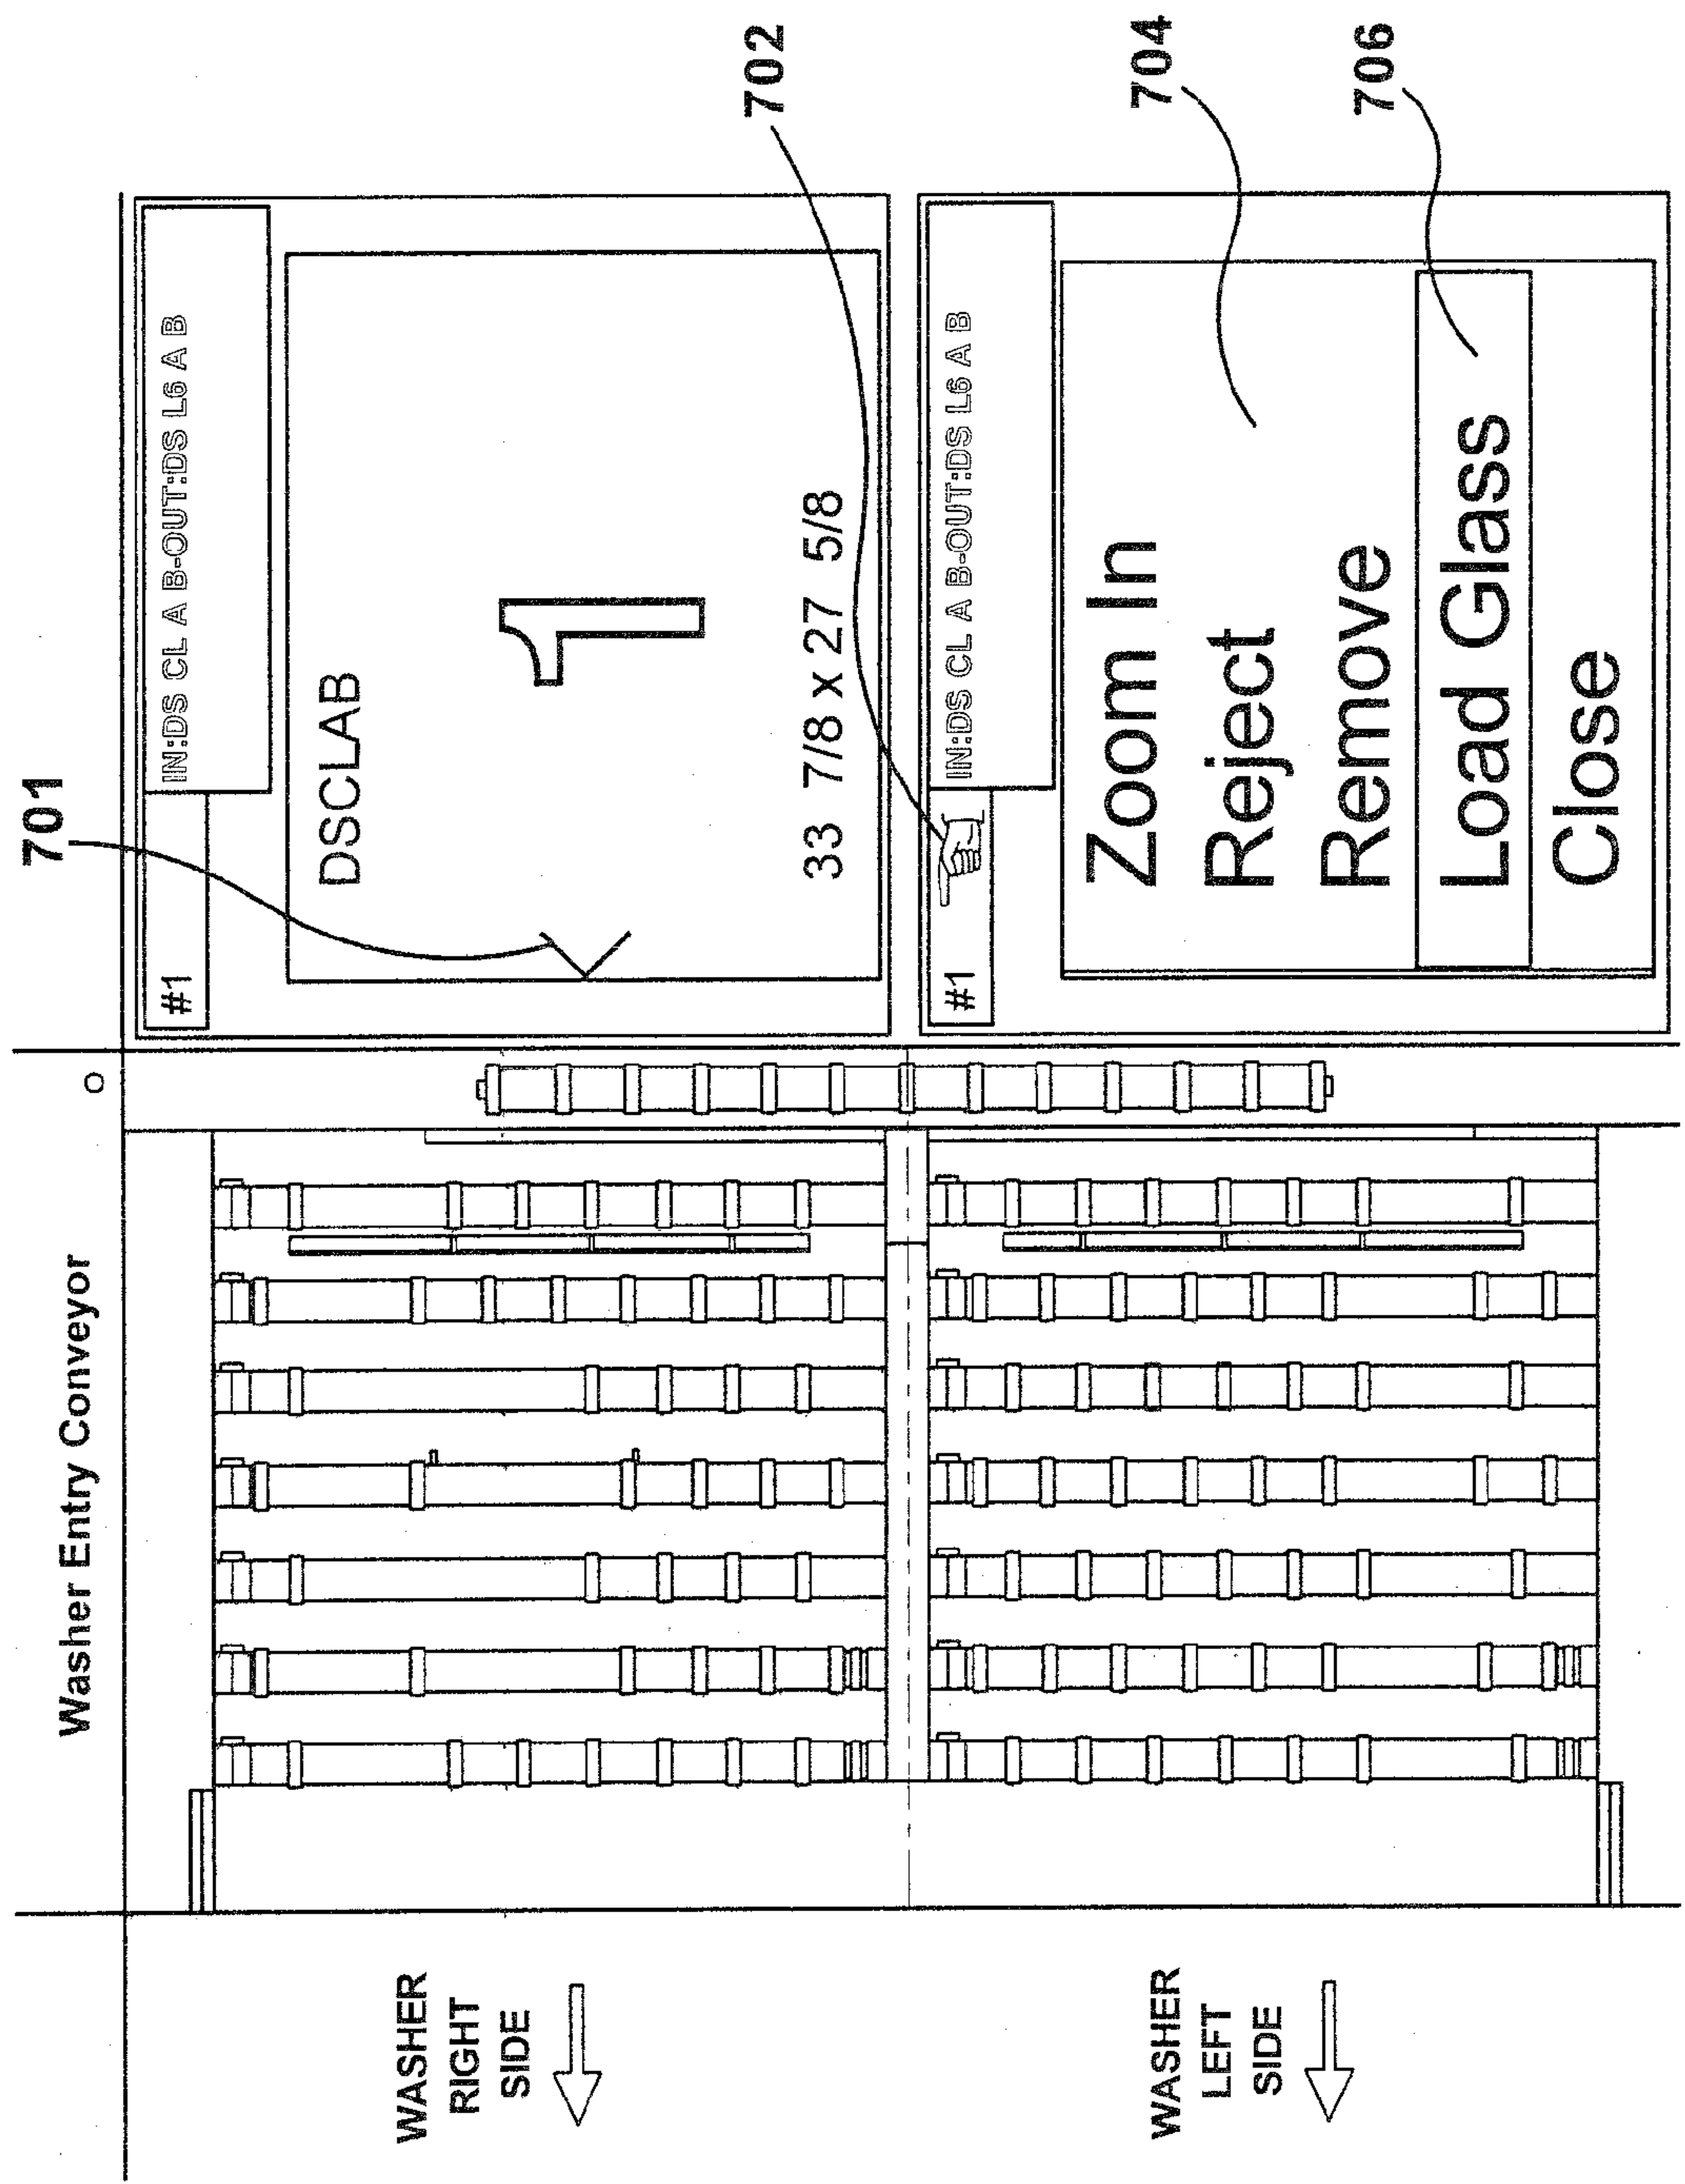 Washer Entry Conveyor
O
701
702
704
706
#1
IN:DS CL A B-OUT:DS L6 A B
DSCLAB
1
33 7/8 x 27 5/8
#1
IN:DS CL A B-OUT:DS L6 A B
Zoom In
Reject
Remove
Load Glass
Close
WASHER
RIGHT
SIDE
WASHER
LEFT
SIDE